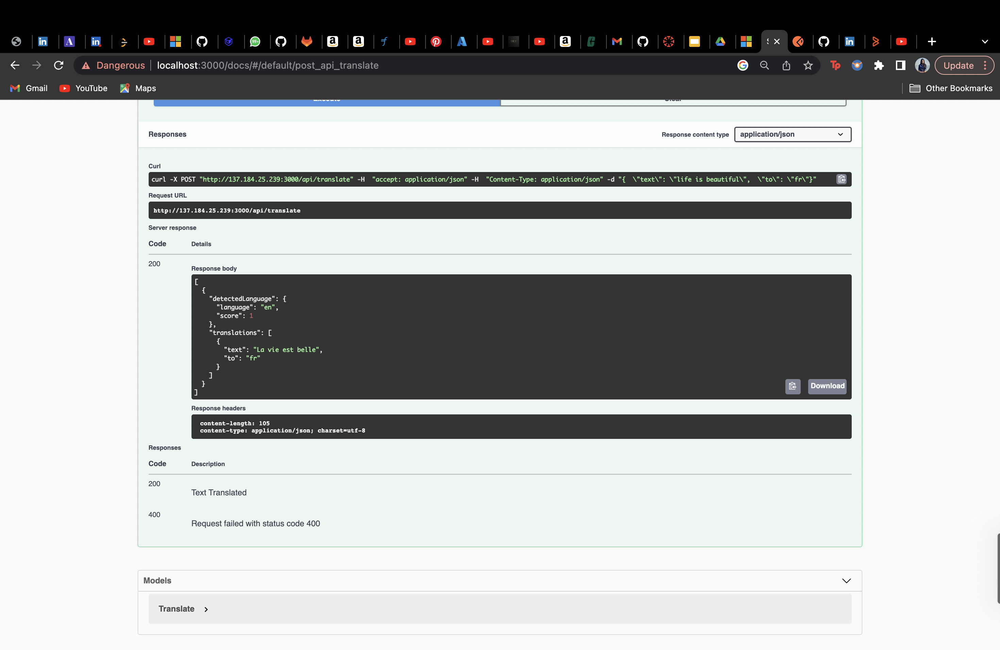 99+
Dangerous
localhost:3000/docs/#/default/post_api_translate
Tp
Update
Gmail
YouTube
Maps
Other Bookmarks
Responses
Response content type
application/json
Curl
curl -X POST "http://137.184.25.239:3000/api/translate" -H  "accept: application/json" -H  "Content-Type: application/json" -d "{  \"text\": \"life is beautiful\",  \"to\": \"fr\"}"
Request URL
http://137.184.25.239:3000/api/translate
Server response
Code Details
200
Response body
[
  {
    "detectedLanguage": {
      "language": "en",
      "score": 1
    },
    "translations": [
      {
        "text": "La vie est belle",
        "to": "fr"
      }
    ]
  }
]
Download
Response headers
content-length: 105
content-type: application/json; charset=utf-8
Responses
Code Description
200
Text Translated
400
Request failed with status code 400
Models
Translate